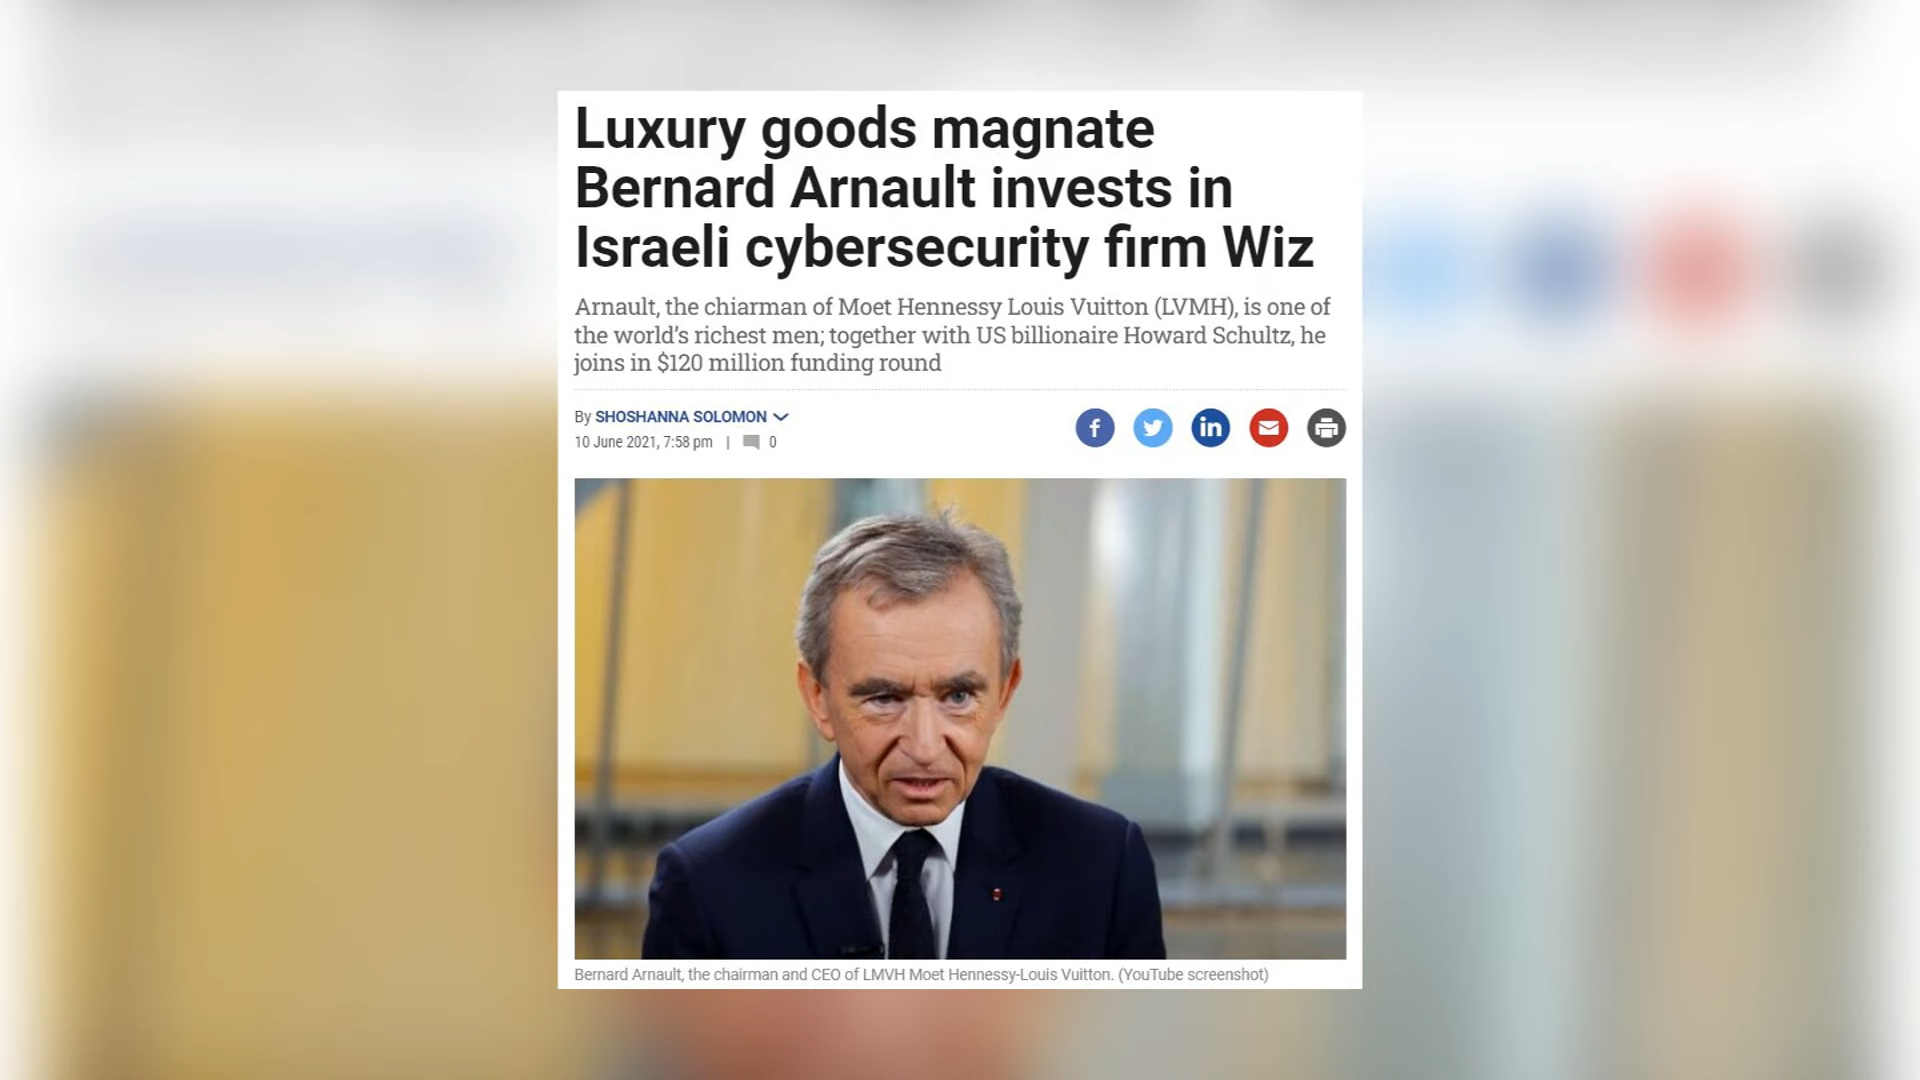 Luxury goods magnate
Bernard Arnault invests in
Israeli cybersecurity firm Wiz
Arnault, the chiarman of Moet Hennessy Louis Vuitton (LVMH), is one of
the world's richest men; together with US billionaire Howard Schultz, he
joins in $120 million funding round
By SHOSHANNA SOLOMON
10 June 2021, 7:58 pm | 0
f in
Bernard Arnault, the chairman and CEO of LMVH Moet Hennessy-Louis Vuitton. (YouTube screenshot)